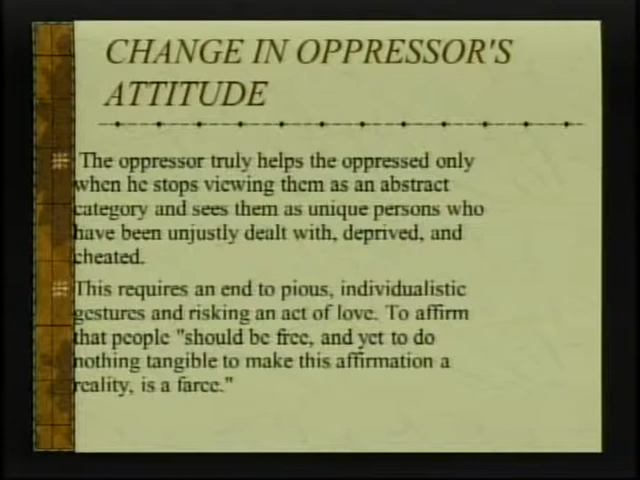 CHANGE IN OPPRESSOR'S
ATTITUDE
The oppressor truly helps the oppressed only
when he stops viewing them as an abstract
category and sees them as unique persons who
have been unjustly dealt with, deprived, and
cheated.
This requires an end to pious, individualistic
gestures and risking an act of love. To affirm
that people "should be free, and yet to do
nothing tangible to make this affirmation a
reality, is a farce."